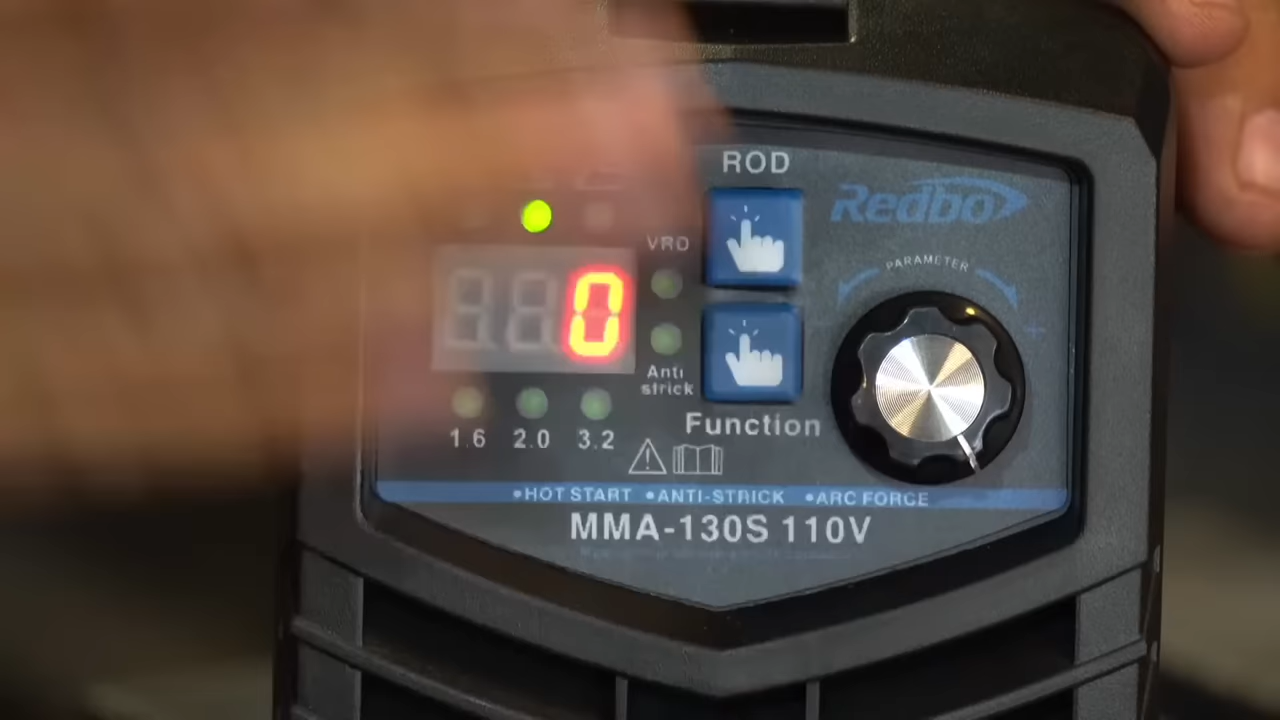 ROD
Redbo
VRD
PARAMETER
0
Anti
strick
1.6 2.0 3.2
Function
•HOT START •ANTI-STRICK •ARC FORCE
MMA-130S 110V